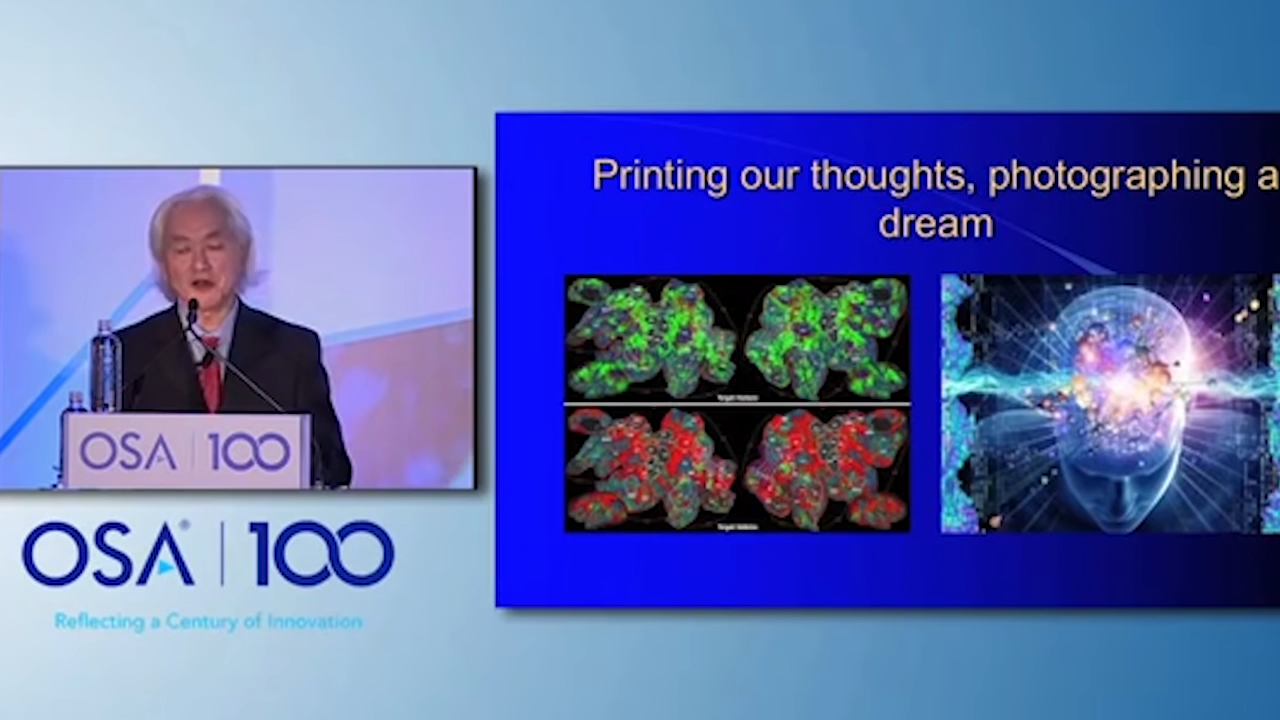 Printing our thoughts, photographing a
dream
OSA 100
OSA® 100
Reflecting a Century of Innovation